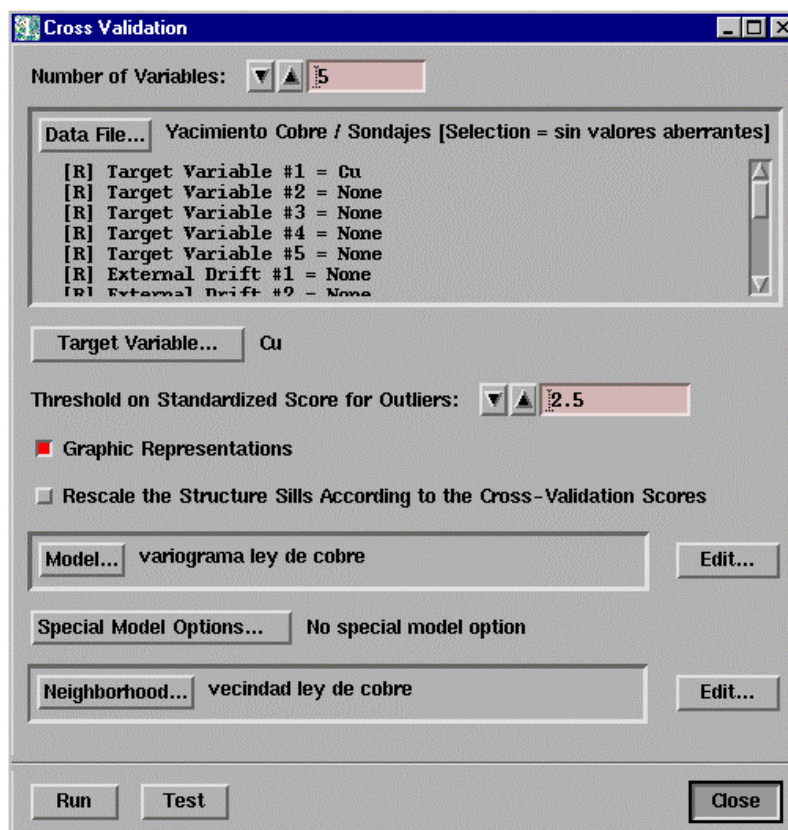 Cross Validation
Number of Variables: 5
Data File... Yacimiento Cobre / Sondajes [Selection = sin valores aberrantes]
[R] Target Variable #1 = Cu
[R] Target Variable #2 = None
[R] Target Variable #3 = None
[R] Target Variable #4 = None
[R] Target Variable #5 = None
[R] External Drift #1 = None
[R] External Drift #2 = None
Target Variable... Cu
Threshold on Standardized Score for Outliers: 2.5
Graphic Representations
Rescale the Structure Sills According to the Cross-Validation Scores
Model... variograma ley de cobre Edit...
Special Model Options... No special model option
Neighborhood... vecindad ley de cobre Edit...
Run Test Close